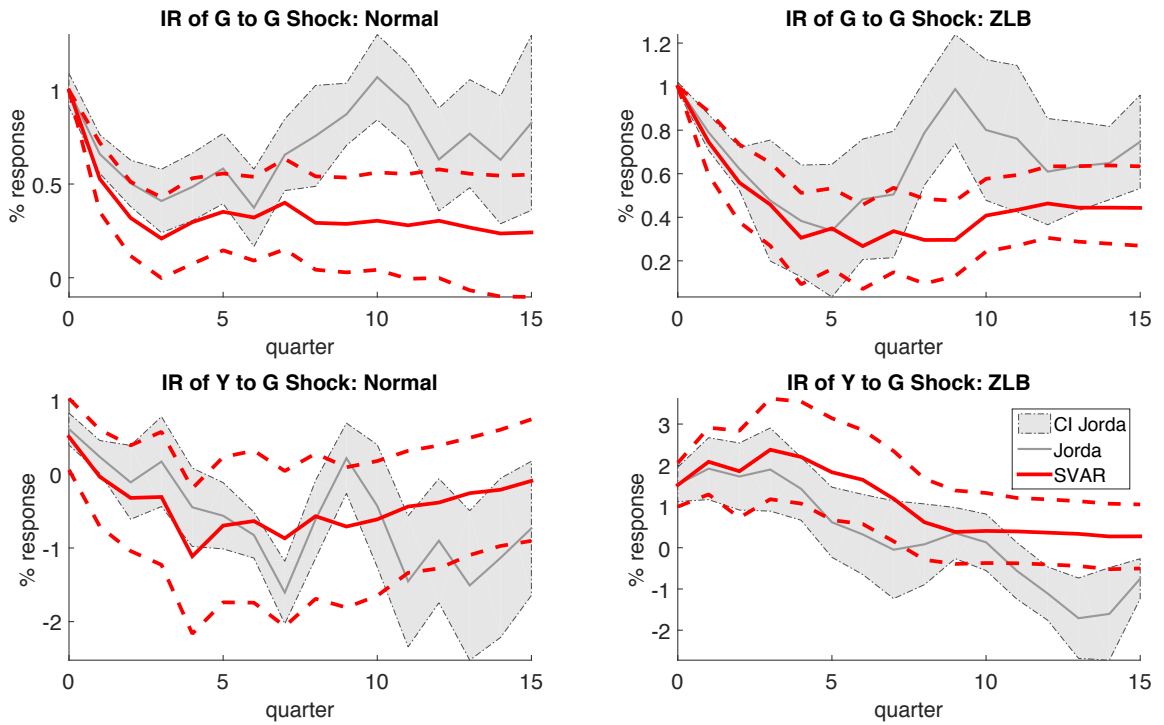 IR of G to G Shock: Normal
% response
1
0.5
0
0
5
10
15
quarter
IR of G to G Shock: ZLB
% response
1.2
1
0.8
0.6
0.4
0.2
0
5
10
15
quarter
IR of Y to G Shock: Normal
% response
1
0
-1
-2
0
5
10
15
quarter
IR of Y to G Shock: ZLB
% response
3
2
1
0
-1
-2
0
5
10
15
quarter
CI Jorda
Jorda
SVAR